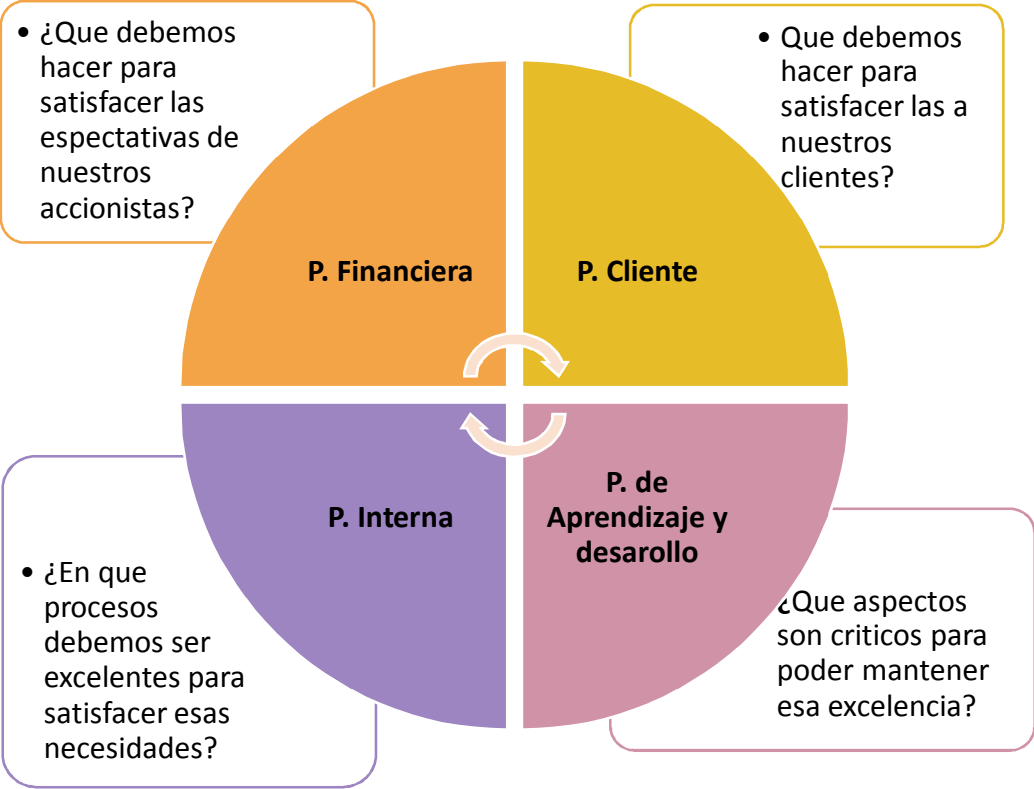 • ¿Que debemos
hacer para
satisfacer las
espectativas de
nuestros
accionistas?
• Que debemos
hacer para
satisfacer las a
nuestros
clientes?
P. Financiera
P. Cliente
P. Interna
P. de
Aprendizaje y
desarollo
• ¿En que
procesos
debemos ser
excelentes para
satisfacer esas
necesidades?
¿Que aspectos
son criticos para
poder mantener
esa excelencia?